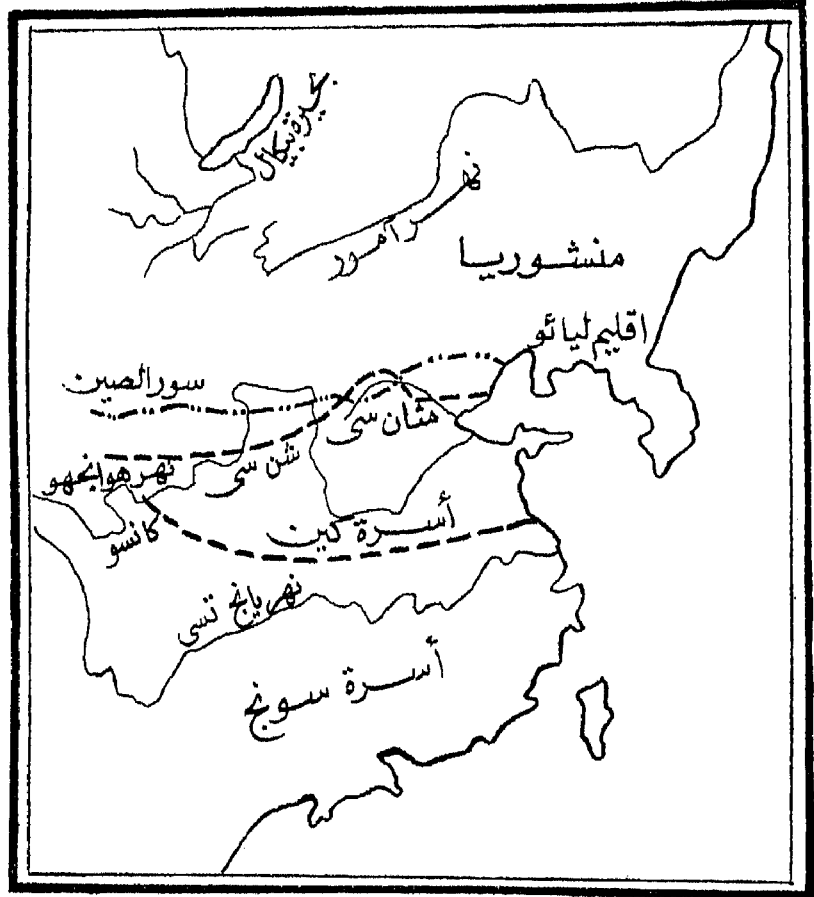 بحيرة بيكال
نهر آمور
منشوريا
اقليم ليائو
سور الصين
شان سى
شن سى
نهر هوانجهو
كانسو
أسرة كين
نهر يانج تسى
أسرة سونج